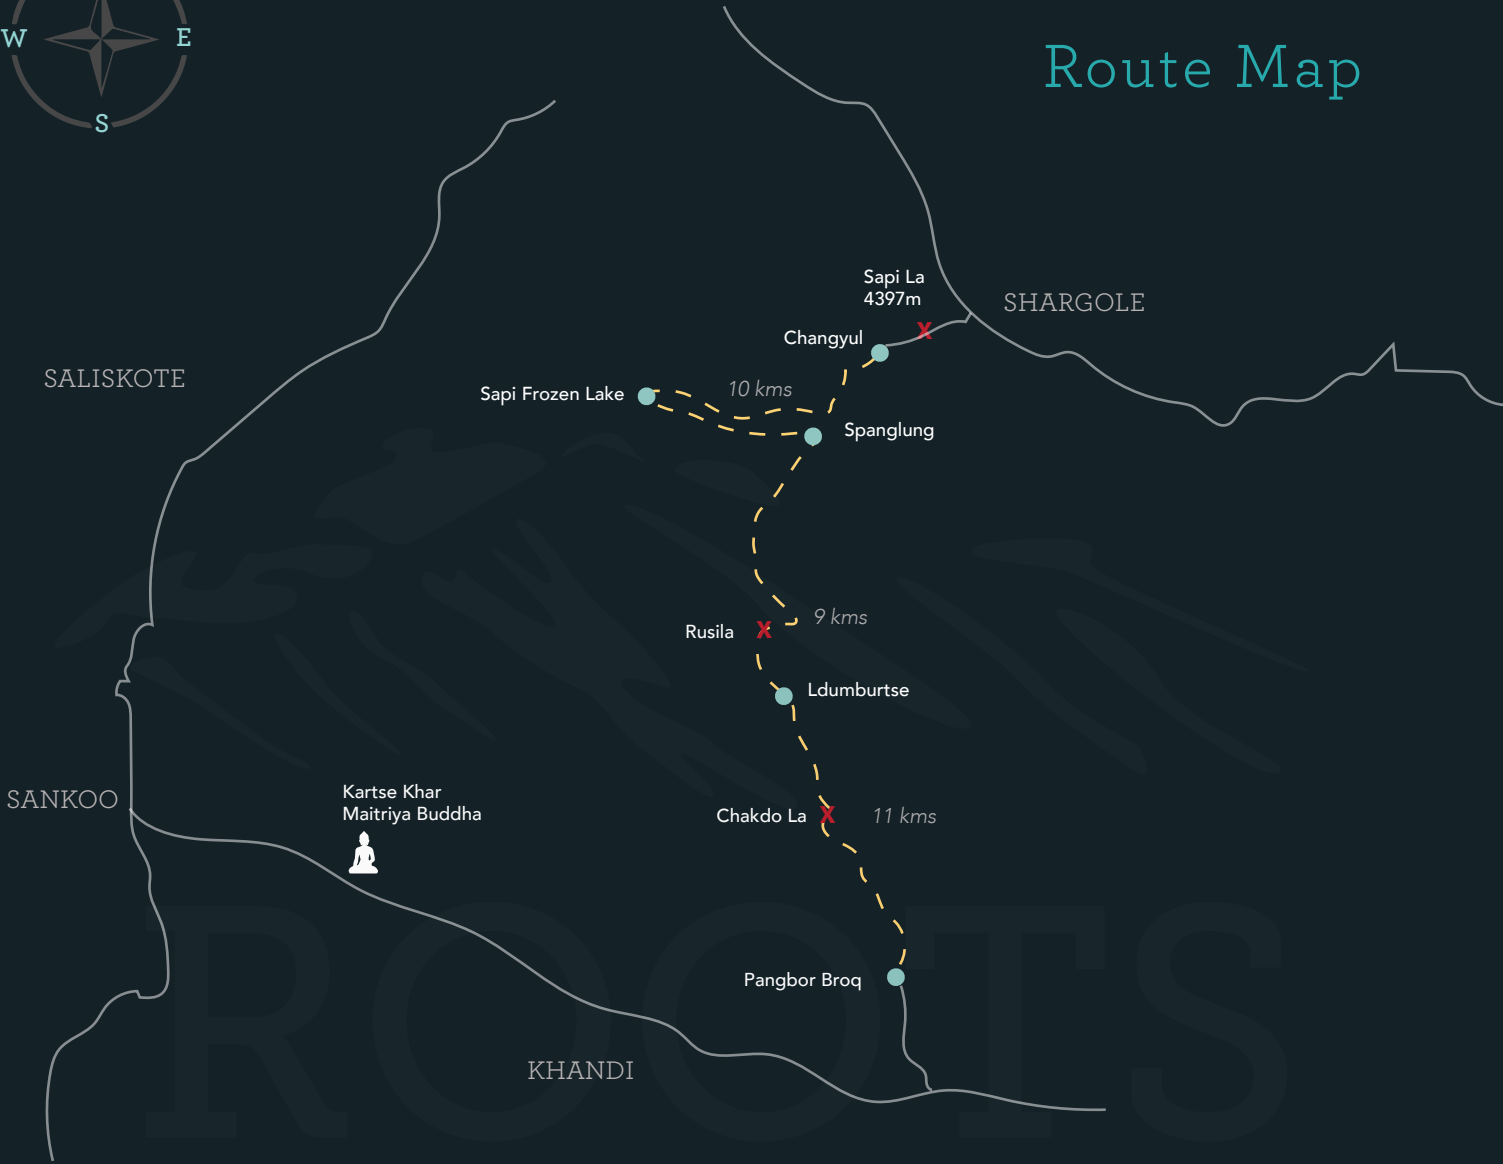 W
E
S
Route Map
Sapi La
4397m
SHARGOLE
Changyul
SALISKOTE
Sapi Frozen Lake
10 kms
Spanglung
9 kms
Rusila
Ldumburtse
Kartse Khar
Maitriya Buddha
SANKOO
Chakdo La
11 kms
Pangbor Broq
KHANDI
ROOTS